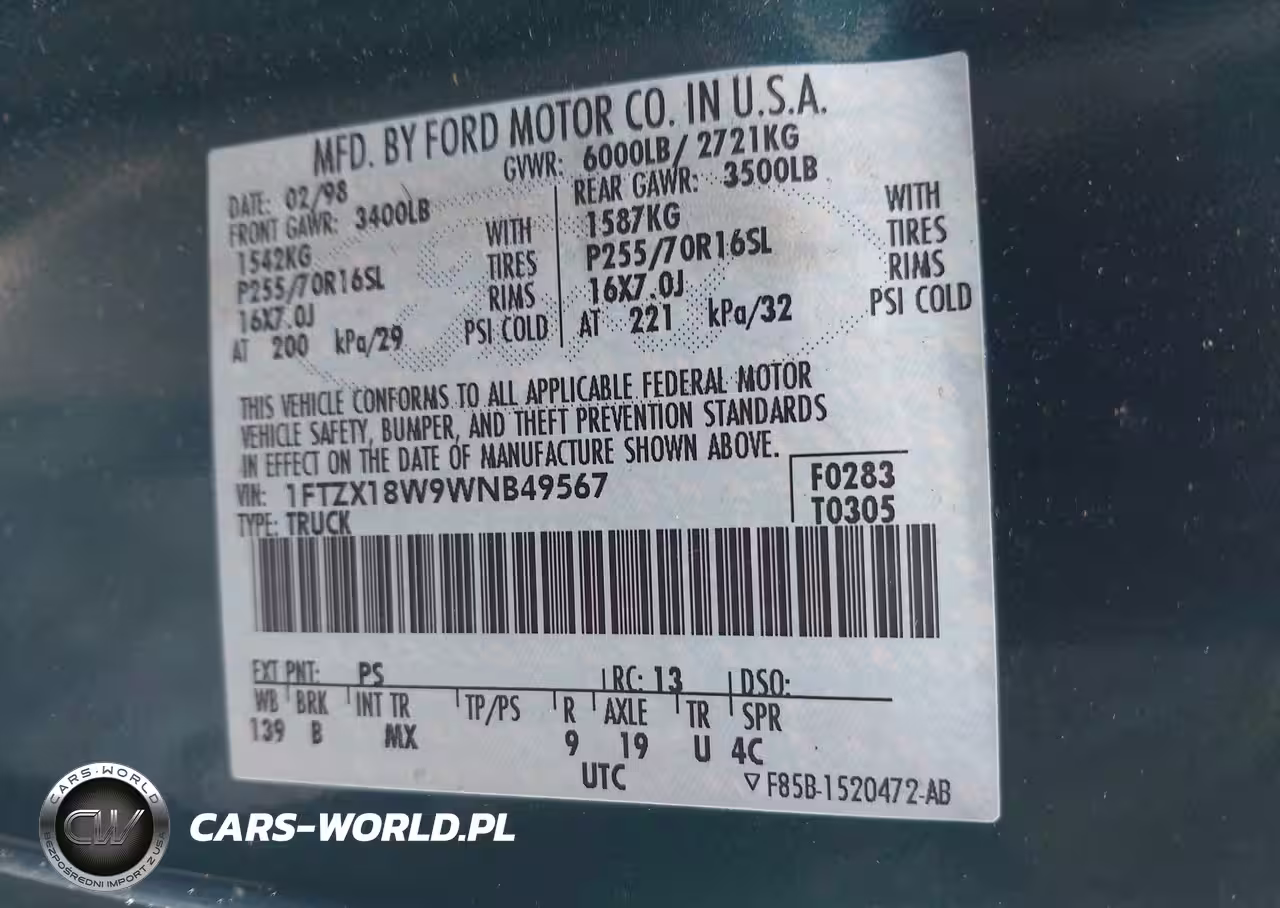 MFD. BY FORD MOTOR CO. IN U.S.A.
DATE: 02/98 GVWR: 6000LB/ 2721KG
FRONT GAWR: 3400LB REAR GAWR: 3500LB
1542KG WITH 1587KG WITH
P255/70R16SL TIRES P255/70R16SL TIRES
16X7.0J RIMS 16X7.0J RIMS
AT 200 kPa/29 PSI COLD AT 221 kPa/32 PSI COLD
THIS VEHICLE CONFORMS TO ALL APPLICABLE FEDERAL MOTOR
VEHICLE SAFETY, BUMPER, AND THEFT PREVENTION STANDARDS
IN EFFECT ON THE DATE OF MANUFACTURE SHOWN ABOVE.
VIN: 1FTZX18W9WNB49567 F0283
TYPE: TRUCK T0305
EXT PNT: PS RC: 13 DSO:
WB BRK INT TR TP/PS R AXLE TR SPR
139 B MX 9 19 U 4C
UTC ▽ F85B-1520472-AB
CARS-WORLD
CW
BEZPOŚREDNI IMPORT Z USA
CARS-WORLD.PL